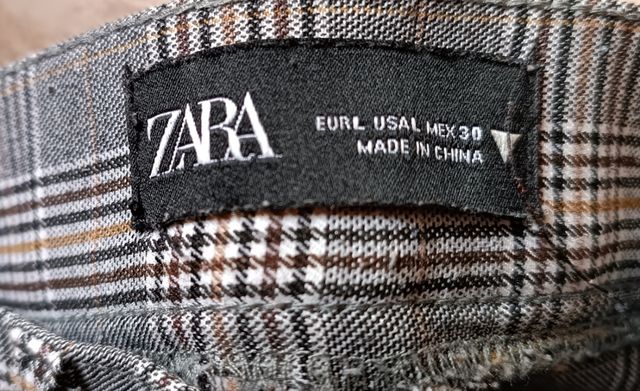 ZARA
EUR L USA L MEX 30
MADE IN CHINA